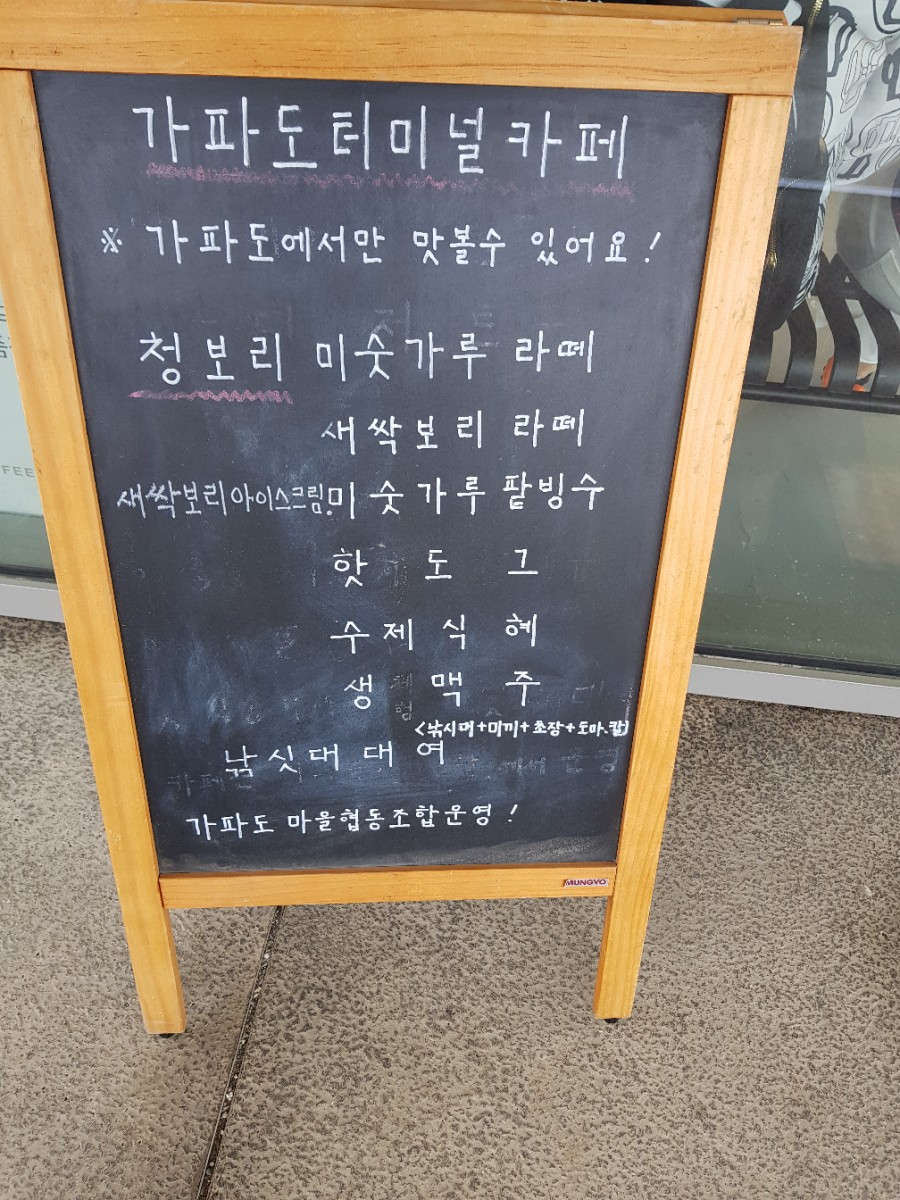 가파도터미널카페
※ 가파도에서만 맛볼수 있어요!
청보리 미숫가루 라떼
새싹보리 라떼
새싹보리아이스크림. 미숫가루 팥빙수
핫도그
수제식혜
생맥주
<낚시대+미끼+초장+도마.칼)
낚싯대 대여
가파도 마을협동조합운영!
MUNGYO
FEE